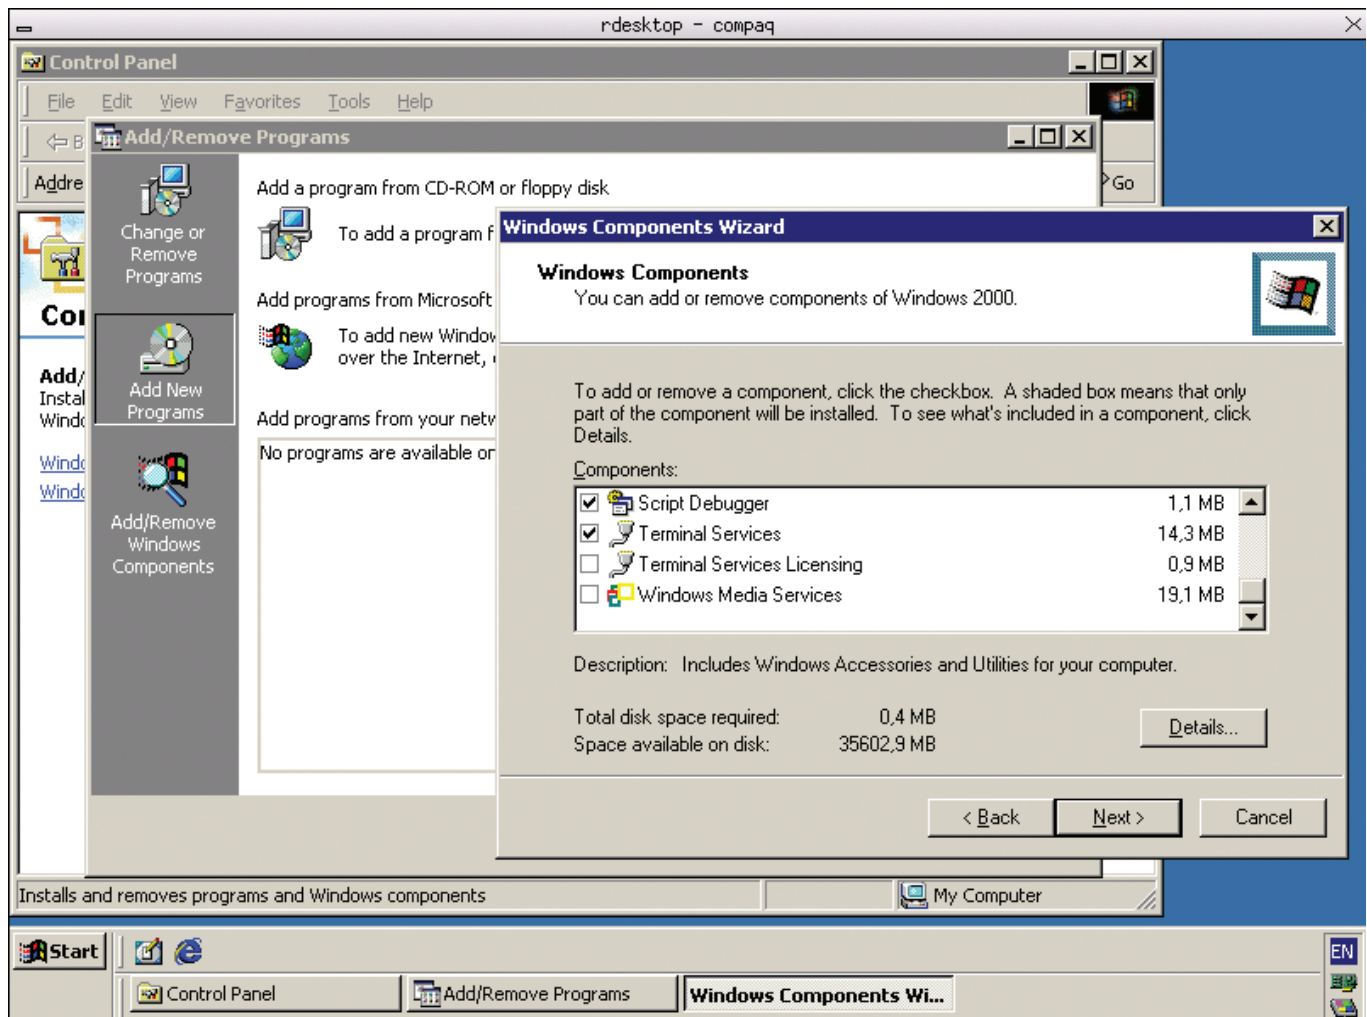 rdesktop - compaq
Control Panel
File Edit View Favorites Tools Help
Add/Remove Programs
Addre
Go
Change or
Remove
Programs
Add New
Programs
Add/Remove
Windows
Components
Add a program from CD-ROM or floppy disk
To add a program f
Add programs from Microsoft
To add new Window
over the Internet,
Add programs from your netw
No programs are available or
Add/
Instal
Windo
Windo
Windo
Windows Components Wizard
Windows Components
You can add or remove components of Windows 2000.
To add or remove a component, click the checkbox. A shaded box means that only
part of the component will be installed. To see what's included in a component, click
Details.
Components:
Script Debugger 1,1 MB
Terminal Services 14,3 MB
Terminal Services Licensing 0,9 MB
Windows Media Services 19,1 MB
Description: Includes Windows Accessories and Utilities for your computer.
Total disk space required: 0,4 MB
Space available on disk: 35602,9 MB
Details...
< Back Next > Cancel
Installs and removes programs and Windows components
My Computer
Start
EN
Control Panel
Add/Remove Programs
Windows Components Wi...